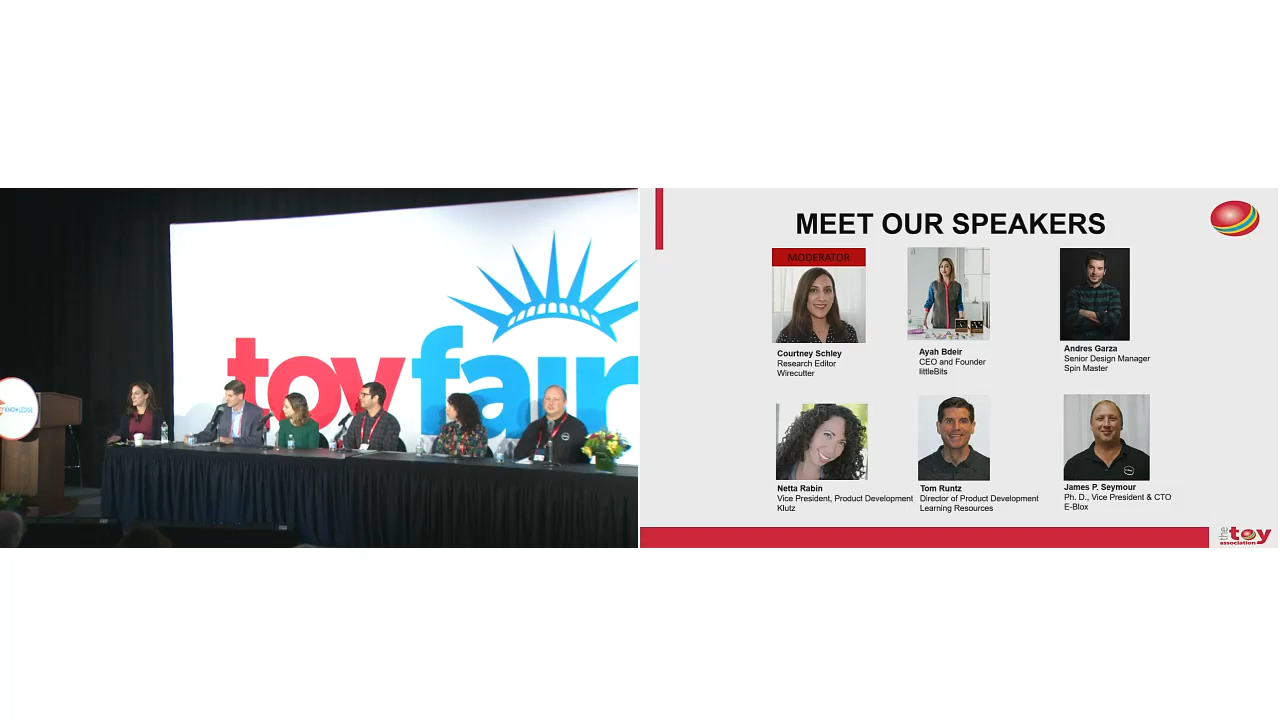 toy fair
KNOWLEDGE
MEET OUR SPEAKERS
MODERATOR
Courtney Schley
Research Editor
Wirecutter
Ayah Bdeir
CEO and Founder
littleBits
Andres Garza
Senior Design Manager
Spin Master
Netta Rabin
Vice President, Product Development
Klutz
Tom Runtz
Director of Product Development
Learning Resources
James P. Seymour
Ph. D., Vice President & CTO
E-Blox
the toy
association